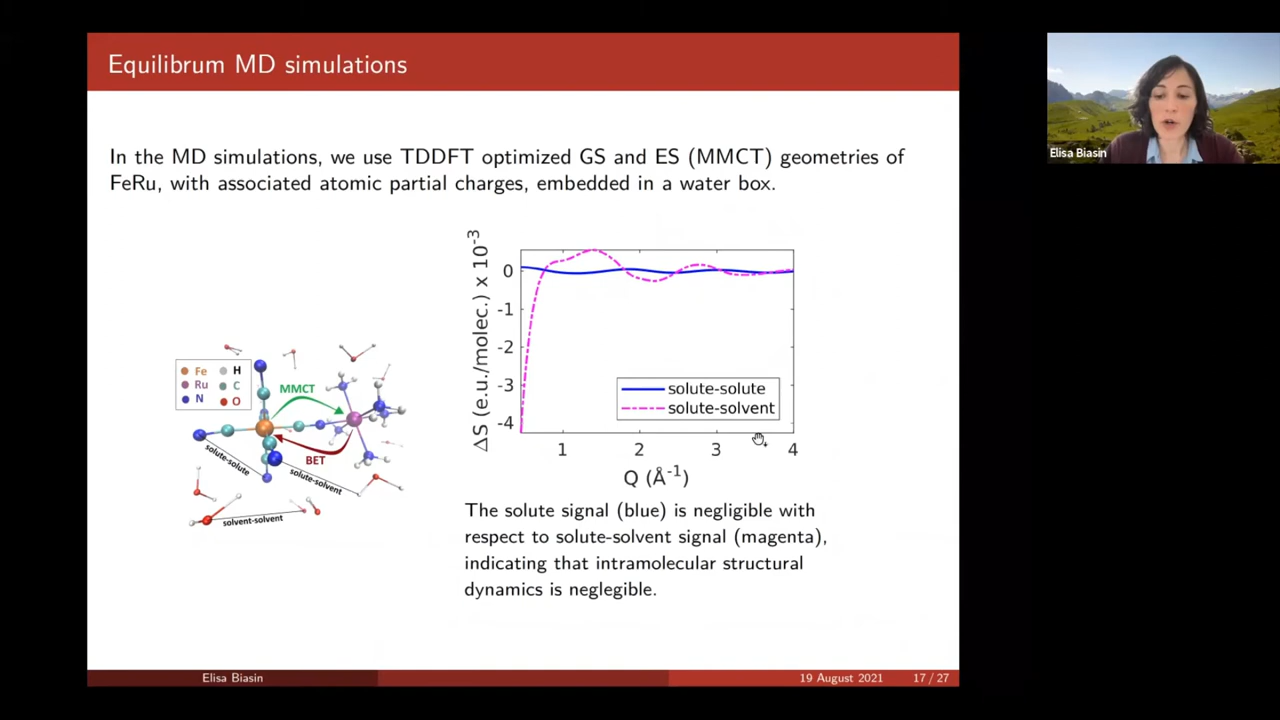 Equilibrum MD simulations
Elisa Biasin
In the MD simulations, we use TDDFT optimized GS and ES (MMCT) geometries of
FeRu, with associated atomic partial charges, embedded in a water box.
ΔS (e.u./molec.) x 10⁻³
0
-1
-2
-3
-4
solute-solute
solute-solvent
1 2 3 4
Q (Å⁻¹)
Fe H
Ru C
N O
MMCT
BET
solute-solute
solute-solvent
solvent-solvent
The solute signal (blue) is negligible with
respect to solute-solvent signal (magenta),
indicating that intramolecular structural
dynamics is neglegible.
Elisa Biasin 19 August 2021 17 / 27